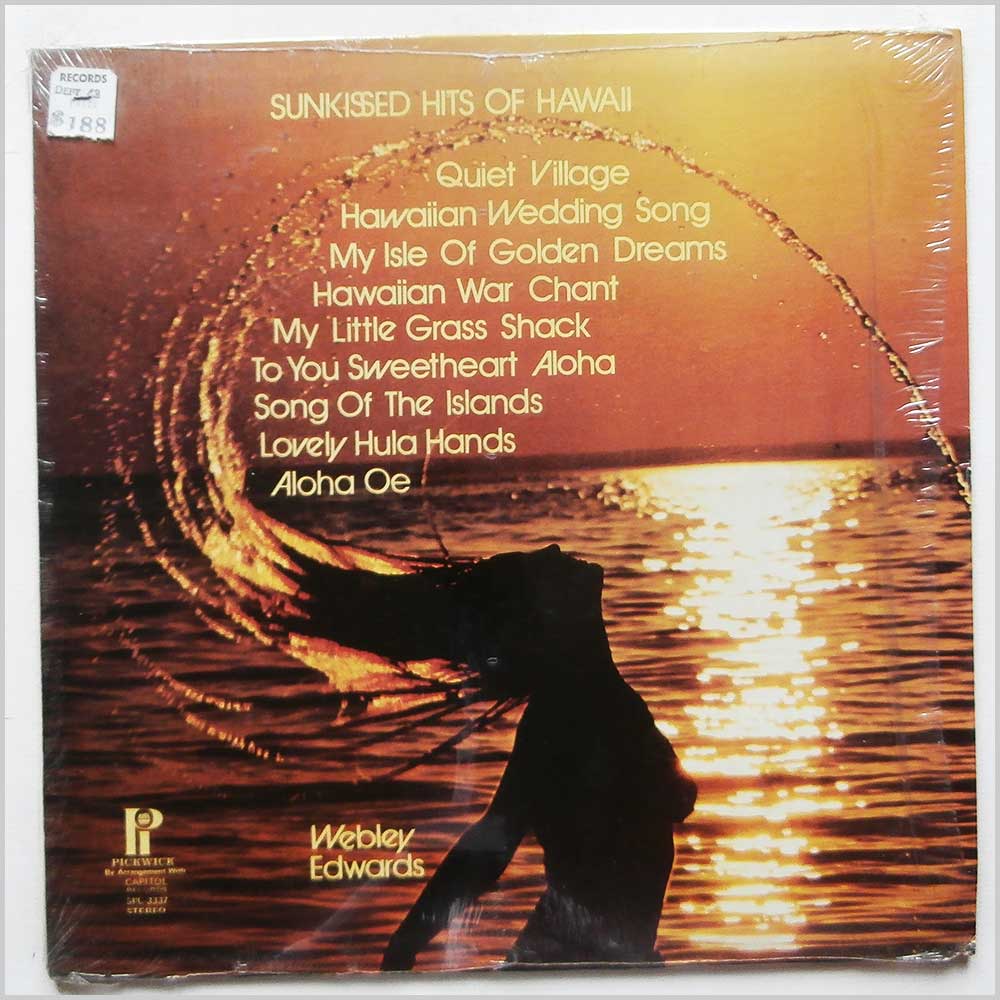 RECORDS
DEPT 43
$188
SUNKISSED HITS OF HAWAII
Quiet Village
Hawaiian Wedding Song
My Isle Of Golden Dreams
Hawaiian War Chant
My Little Grass Shack
To You Sweetheart Aloha
Song Of The Islands
Lovely Hula Hands
Aloha Oe
Webley
Edwards
PICKWICK
By Arrangement With
CAPITOL
RECORDS
SPC 3337
STEREO